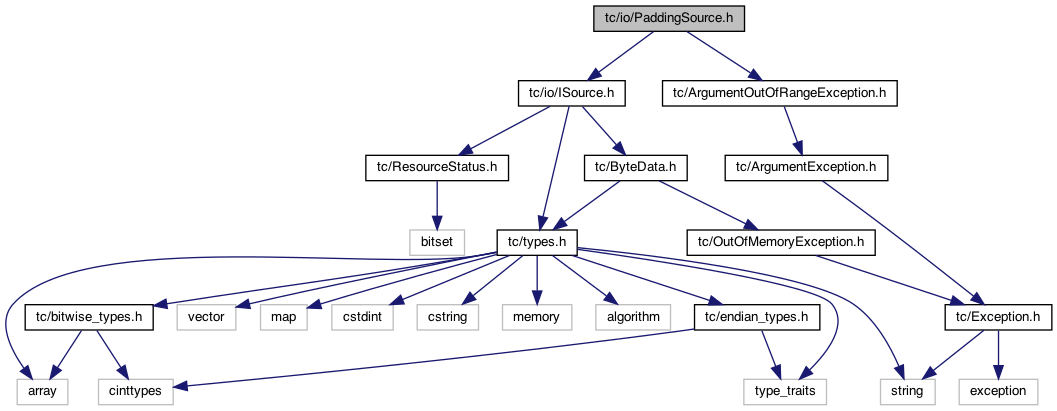 tc/io/PaddingSource.h
tc/io/ISource.h
tc/ArgumentOutOfRangeException.h
tc/ResourceStatus.h
tc/ByteData.h
tc/ArgumentException.h
bitset
tc/types.h
tc/OutOfMemoryException.h
tc/bitwise_types.h
vector
map
cstdint
cstring
memory
algorithm
tc/endian_types.h
tc/Exception.h
array
cinttypes
type_traits
string
exception